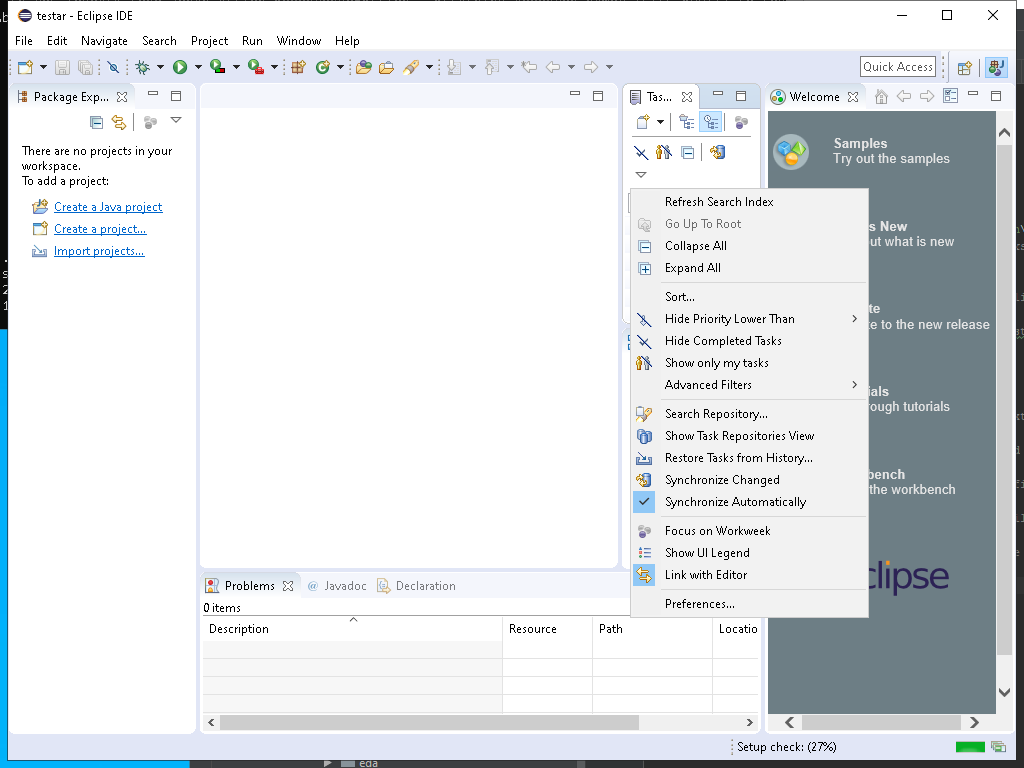 testar - Eclipse IDE
File Edit Navigate Search Project Run Window Help
Quick Access
Package Exp...
There are no projects in your
workspace.
To add a project:
Create a Java project
Create a project...
Import projects...
Tas...
Welcome
Samples
Try out the samples
s New
out what is new
te
te to the new release
ials
rough tutorials
bench
the workbench
clipse
Refresh Search Index
Go Up To Root
Collapse All
Expand All
Sort...
Hide Priority Lower Than
Hide Completed Tasks
Show only my tasks
Advanced Filters
Search Repository...
Show Task Repositories View
Restore Tasks from History...
Synchronize Changed
Synchronize Automatically
Focus on Workweek
Show UI Legend
Link with Editor
Preferences...
Problems @ Javadoc Declaration
0 items
Description Resource Path Locatio
Setup check: (27%)
eda